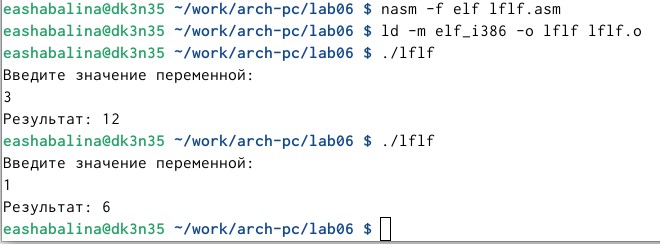 eashabalina@dk3n35 ~/work/arch-pc/lab06 $ nasm -f elf lflf.asm
eashabalina@dk3n35 ~/work/arch-pc/lab06 $ ld -m elf_i386 -o lflf lflf.o
eashabalina@dk3n35 ~/work/arch-pc/lab06 $ ./lflf
Введите значение переменной:
3
Результат: 12
eashabalina@dk3n35 ~/work/arch-pc/lab06 $ ./lflf
Введите значение переменной:
1
Результат: 6
eashabalina@dk3n35 ~/work/arch-pc/lab06 $